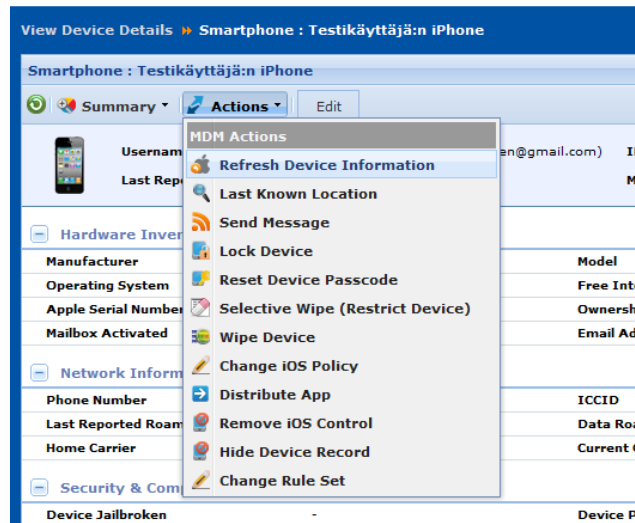 View Device Details » Smartphone : Testikäyttäjä:n iPhone
Smartphone : Testikäyttäjä:n iPhone
Summary Actions Edit
MDM Actions
Usernam en@gmail.com)
Refresh Device Information
Last Rep M
Last Known Location
Send Message
Hardware Inver
Lock Device
Manufacturer Model
Reset Device Passcode
Operating System Free Int
Selective Wipe (Restrict Device)
Apple Serial Number Ownersh
Wipe Device
Mailbox Activated Email Ad
Change iOS Policy
Network Inform
Distribute App
Phone Number ICCID
Remove iOS Control
Last Reported Roam Data Roa
Home Carrier Current
Hide Device Record
Change Rule Set
Security & Com
Device Jailbroken - Device P